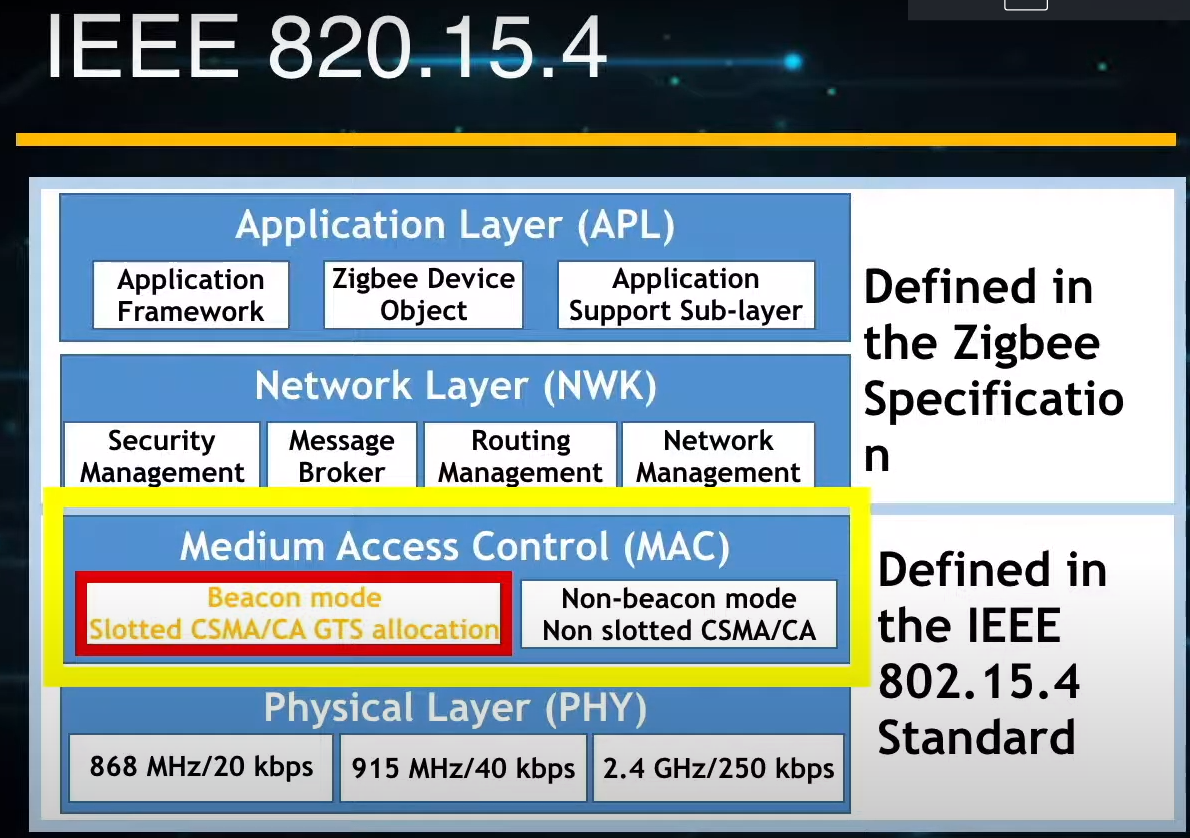 IEEE 820.15.4
Application Layer (APL)
Application
Framework
Zigbee Device
Object
Application
Support Sub-layer
Defined in
the Zigbee
Specificatio
n
Network Layer (NWK)
Security
Management
Message
Broker
Routing
Management
Network
Management
Medium Access Control (MAC)
Beacon mode
Slotted CSMA/CA GTS allocation
Non-beacon mode
Non slotted CSMA/CA
Defined in
the IEEE
802.15.4
Standard
Physical Layer (PHY)
868 MHz/20 kbps
915 MHz/40 kbps
2.4 GHz/250 kbps